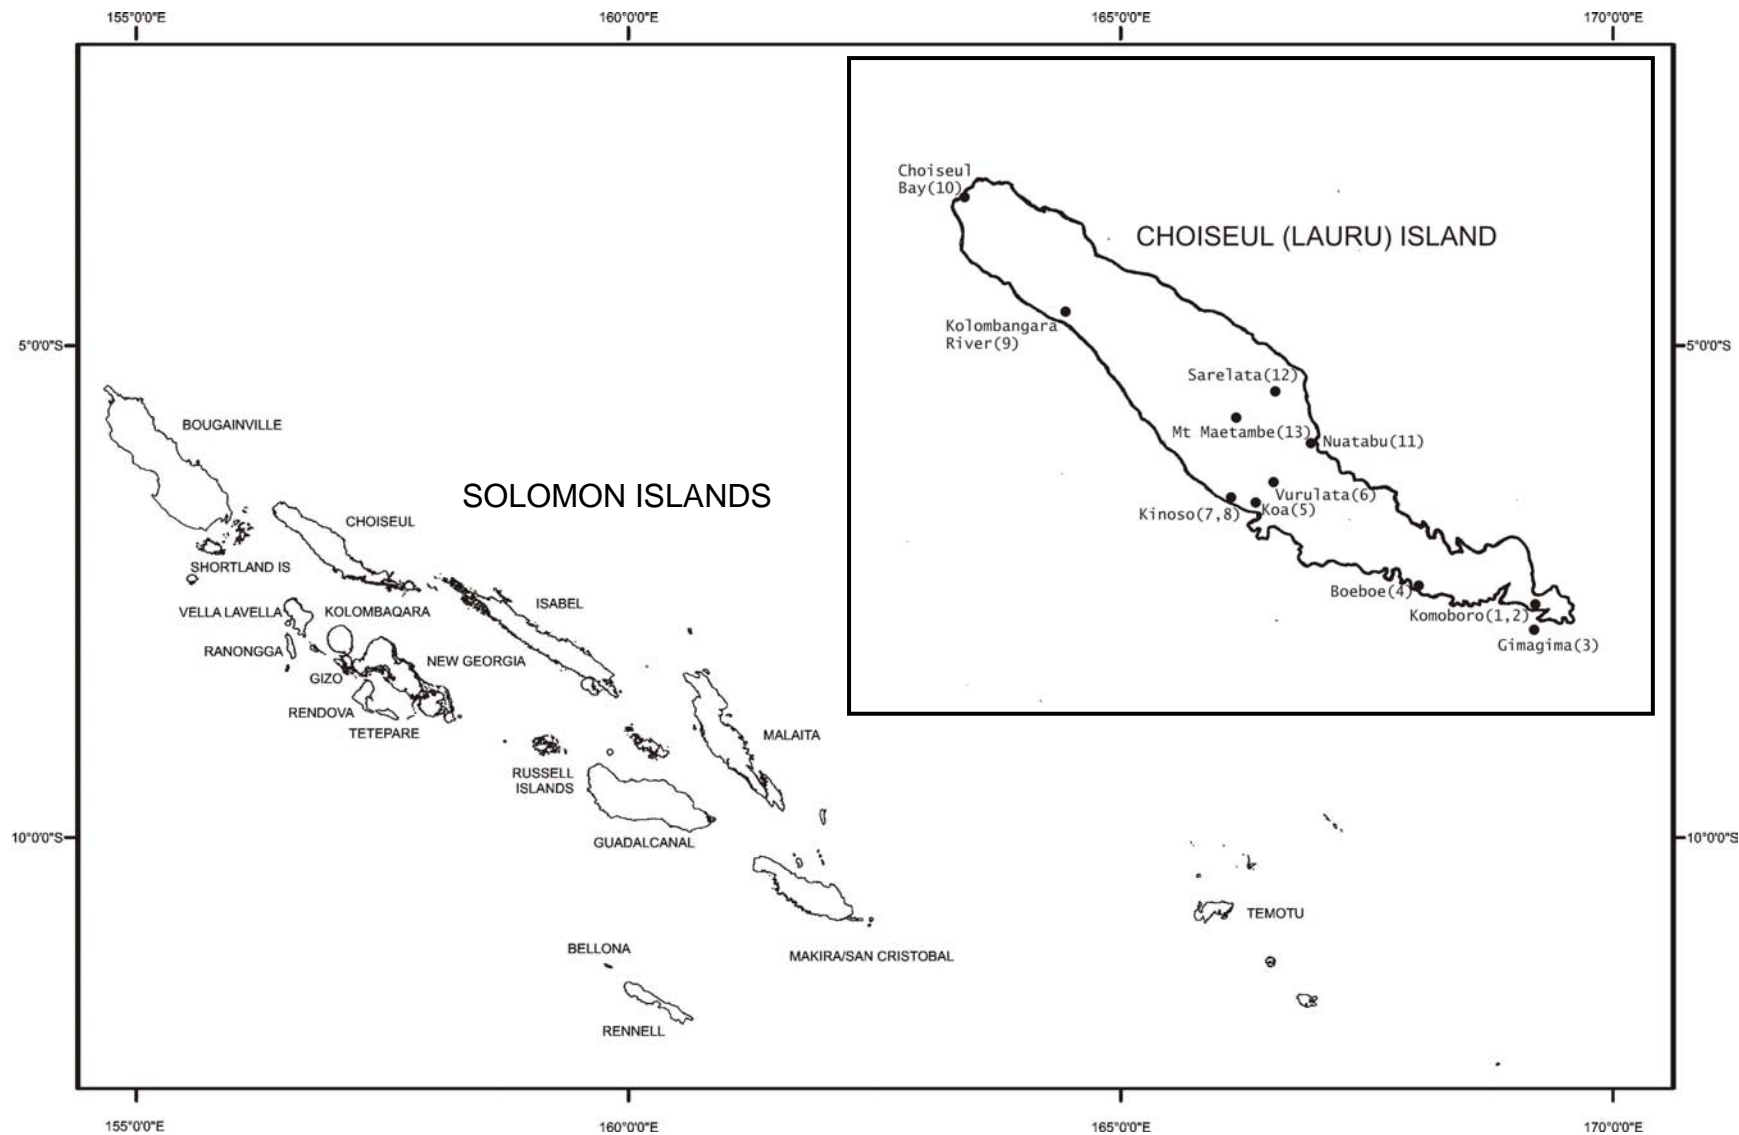 155°0'0"E
160°0'0"E
165°0'0"E
170°0'0"E
Choiseul
Bay(10)
CHOISEUL (LAURU) ISLAND
Kolombangara
River(9)
5°0'0"S
5°0'0"S
Sarelata(12)
BOUGAINVILLE
Mt Maetambe(13)
Nuatabu(11)
SOLOMON ISLANDS
Vurulata(6)
Koa(5)
Kinoso(7,8)
CHOISEUL
SHORTLAND IS
Boeboe(4)
ISABEL
VELLA LAVELLA
KOLOMBAQARA
Komoboro(1,2)
Gimagima(3)
RANONGGA
NEW GEORGIA
GIZO
RENDOVA
TETEPARE
MALAITA
RUSSELL
ISLANDS
10°0'0"S
10°0'0"S
GUADALCANAL
TEMOTU
BELLONA
MAKIRA/SAN CRISTOBAL
RENNELL
155°0'0"E
160°0'0"E
165°0'0"E
170°0'0"E